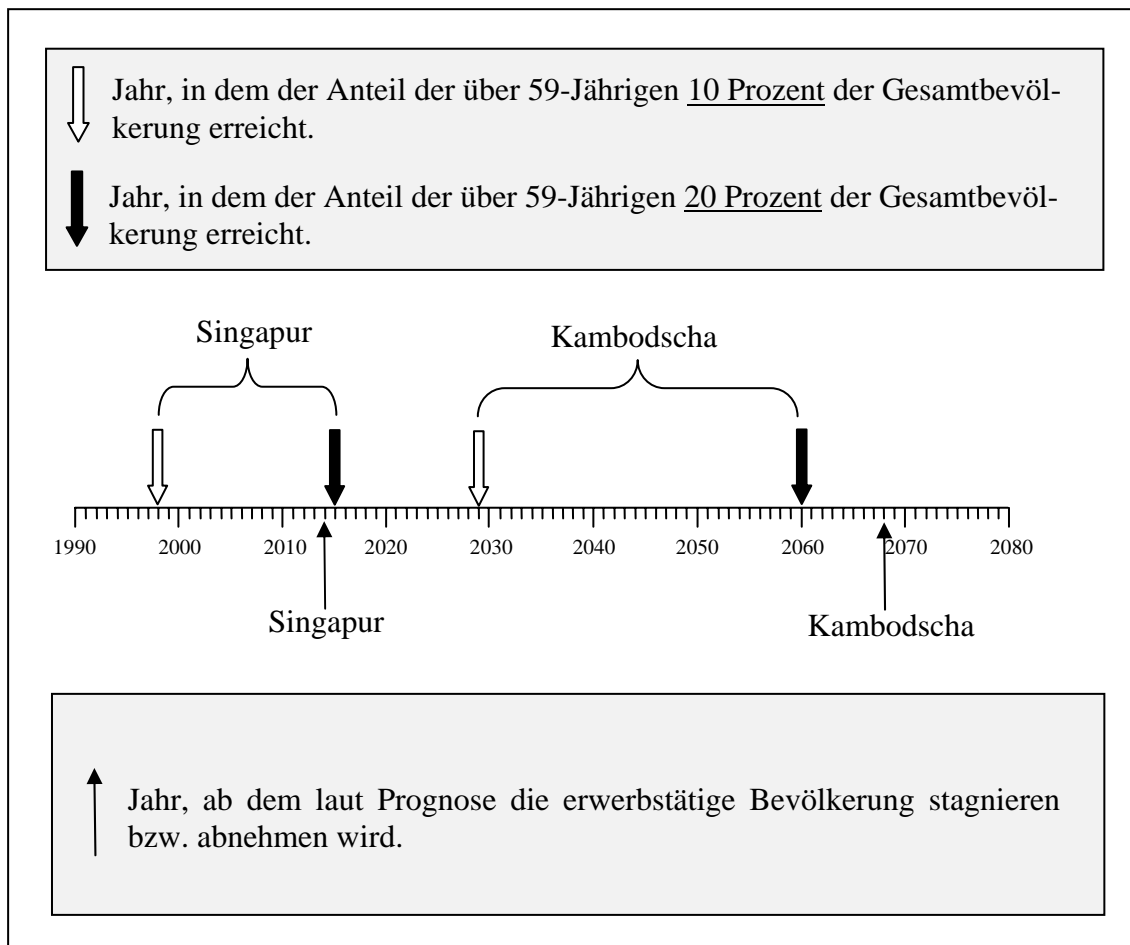 Jahr, in dem der Anteil der über 59-Jährigen 10 Prozent der Gesamtbevöl-
kerung erreicht.
Jahr, in dem der Anteil der über 59-Jährigen 20 Prozent der Gesamtbevöl-
kerung erreicht.
Singapur Kambodscha
1990 2000 2010 2020 2030 2040 2050 2060 2070 2080
Singapur Kambodscha
Jahr, ab dem laut Prognose die erwerbstätige Bevölkerung stagnieren
bzw. abnehmen wird.